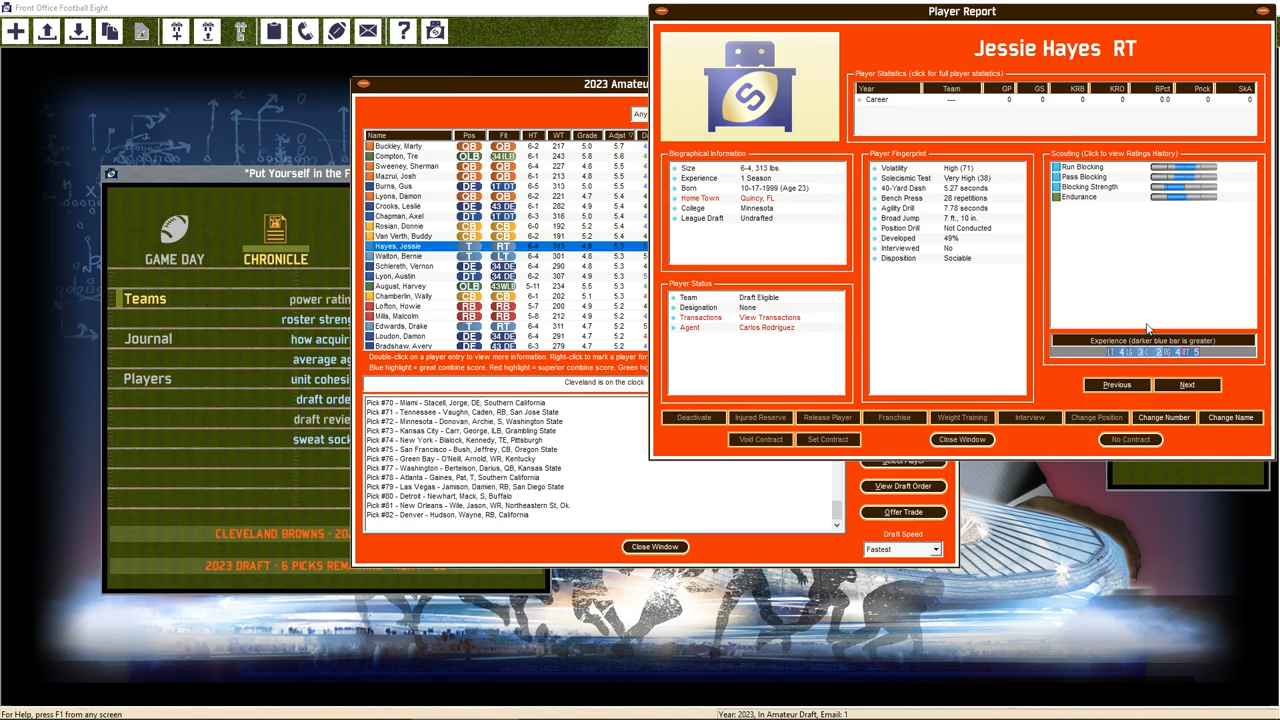 Front Office Football Eight
Player Report
Jessie Hayes RT
Player Statistics (click for full player statistics)
Year Team GP GS KRB KRO BPct Pnck SkA
Career --- 0 0 0 0 0.0 0 0
Biographical Information
Size 6-4, 313 lbs.
Experience 1 Season
Born 10-17-1999 (Age 23)
Home Town Quincy, FL
College Minnesota
League Draft Undrafted
Player Fingerprint
Volatility High (71)
Solecismic Test Very High (38)
40-Yard Dash 5.27 seconds
Bench Press 28 repetitions
Agility Drill 7.78 seconds
Broad Jump 7 ft., 10 in.
Position Drill Not Conducted
Developed 49%
Interviewed No
Disposition Sociable
Scouting (Click to view Ratings History)
Run Blocking
Pass Blocking
Blocking Strength
Endurance
Experience (darker blue bar is greater)
LT 4 LG 3 C 2 RG 4 RT 5
Player Status
Team Draft Eligible
Designation None
Transactions View Transactions
Agent Carlos Rodriguez
Previous Next
Deactivate Injured Reserve Release Player Franchise Weight Training Interview Change Position Change Number Change Name
Void Contract Set Contract Close Window No Contract
2023 Amateu
Any
Name Pos Fit HT WT Grade Adjst
Buckley, Marty QB QB 6-2 217 5.0 5.7
Compton, Tre OLB 34ILB 6-1 243 5.8 5.6
Sweeney, Sherman QB QB 6-4 227 4.8 5.5
Mazrui, Josh QB QB 6-1 213 4.8 5.5
Burns, Gus DE 1T DT 6-5 313 5.0 5.5
Lyons, Damon QB QB 6-2 221 4.7 5.4
Crooks, Leslie DE 43 DE 6-1 282 4.9 5.4
Chapman, Axel DT 1T DT 6-3 316 5.0 5.4
Rosian, Donnie CB CB 6-0 192 5.2 5.4
Van Verth, Buddy CB CB 6-2 191 5.2 5.4
Hayes, Jessie T RT 6-4 313 4.8 5.3
Walton, Bernie T LT 6-4 301 4.8 5.3
Schlereth, Vernon DE 34 DE 6-4 290 4.8 5.3
Lyon, Austin DT 34 DE 6-2 307 4.9 5.3
August, Harvey OLB 43WLB 5-11 234 4.9 5.3
Chamberlin, Wally CB CB 6-1 202 5.1 5.3
Lofton, Howie RB RB 5-7 200 4.9 5.2
Mills, Malcolm RB RB 5-8 212 4.9 5.2
Edwards, Drake T RT 6-4 311 4.7 5.2
Loudon, Damon DE 34 DE 6-4 291 4.7 5.2
Bradshaw, Avery DE 43 DE 6-3 279 4.7 5.2
Double-click on a player entry to view more information. Right-click to mark a player for
Blue highlight = great combine score. Red highlight = superior combine score. Green hig
Cleveland is on the clock
Pick #70 - Miami - Stacell, Jorge, DE, Southern California
Pick #71 - Tennessee - Vaughn, Caden, RB, San Jose State
Pick #72 - Minnesota - Donovan, Archie, S, Washington State
Pick #73 - Kansas City - Carr, George, ILB, Grambling State
Pick #74 - New York - Blalock, Kennedy, TE, Pittsburgh
Pick #75 - San Francisco - Bush, Jeffrey, CB, Oregon State
Pick #76 - Green Bay - O'Neill, Arnold, WR, Kentucky
Pick #77 - Washington - Bertelson, Darius, QB, Kansas State
Pick #78 - Atlanta - Gaines, Pat, T, Southern California
Pick #79 - Las Vegas - Jamison, Damien, RB, San Diego State
Pick #80 - Detroit - Newhart, Mack, S, Buffalo
Pick #81 - New Orleans - Wile, Jason, WR, Northeastern St, Ok.
Pick #82 - Denver - Hudson, Wayne, RB, California
View Draft Order
Offer Trade
Draft Speed
Fastest
Close Window
"Put Yourself in the F
GAME DAY CHRONICLE
Teams power ratin
roster streng
Journal how acquir
average ag
Players unit cohesi
draft orde
draft revie
sweat soc
CLEVELAND BROWNS · 20
2023 DRAFT · 6 PICKS
For Help, press F1 from any screen
Year: 2023, In Amateur Draft, Email: 1